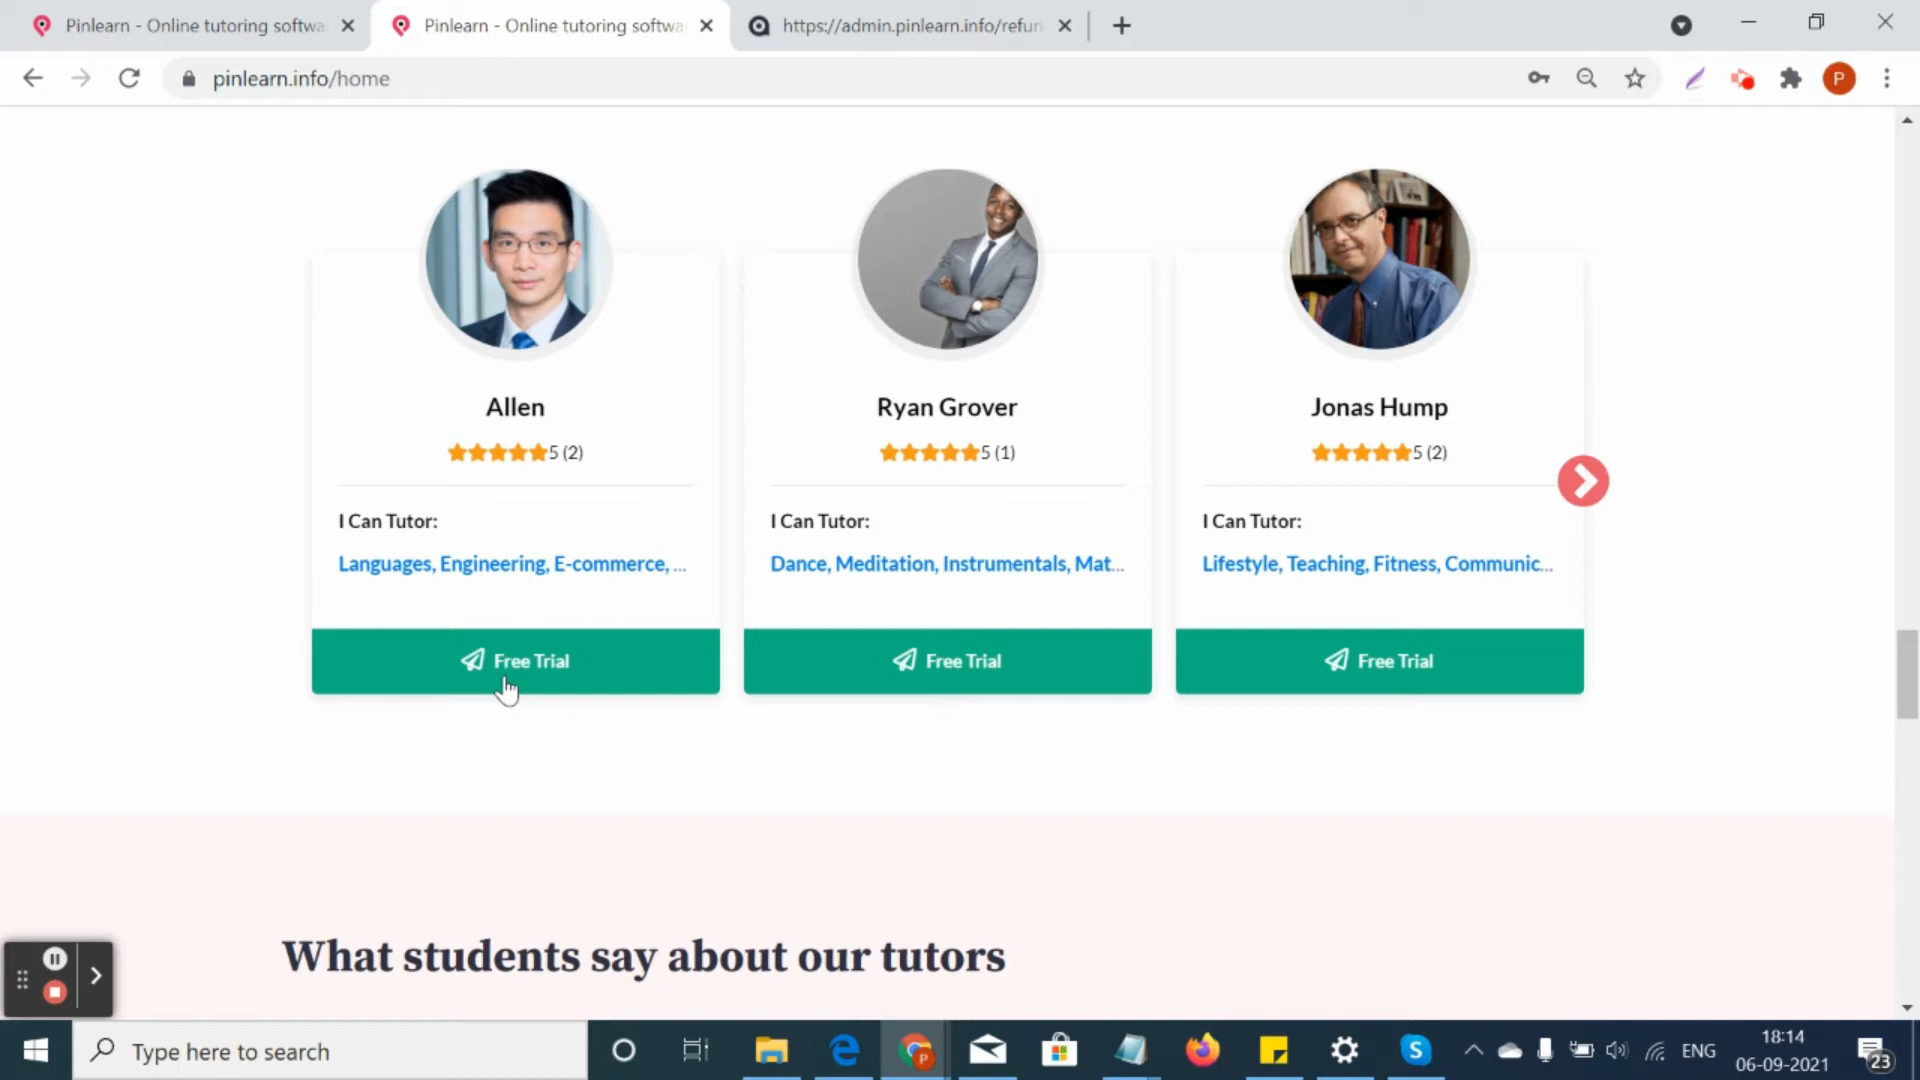 Pinlearn - Online tutoring softwa
Pinlearn - Online tutoring softwa
https://admin.pinlearn.info/refun
pinlearn.info/home
P
Allen
5 (2)
I Can Tutor:
Languages, Engineering, E-commerce, ...
Free Trial
Ryan Grover
5 (1)
I Can Tutor:
Dance, Meditation, Instrumentals, Mat...
Free Trial
Jonas Hump
5 (2)
I Can Tutor:
Lifestyle, Teaching, Fitness, Communic...
Free Trial
What students say about our tutors
Type here to search
P
S
ENG
18:14
06-09-2021
23